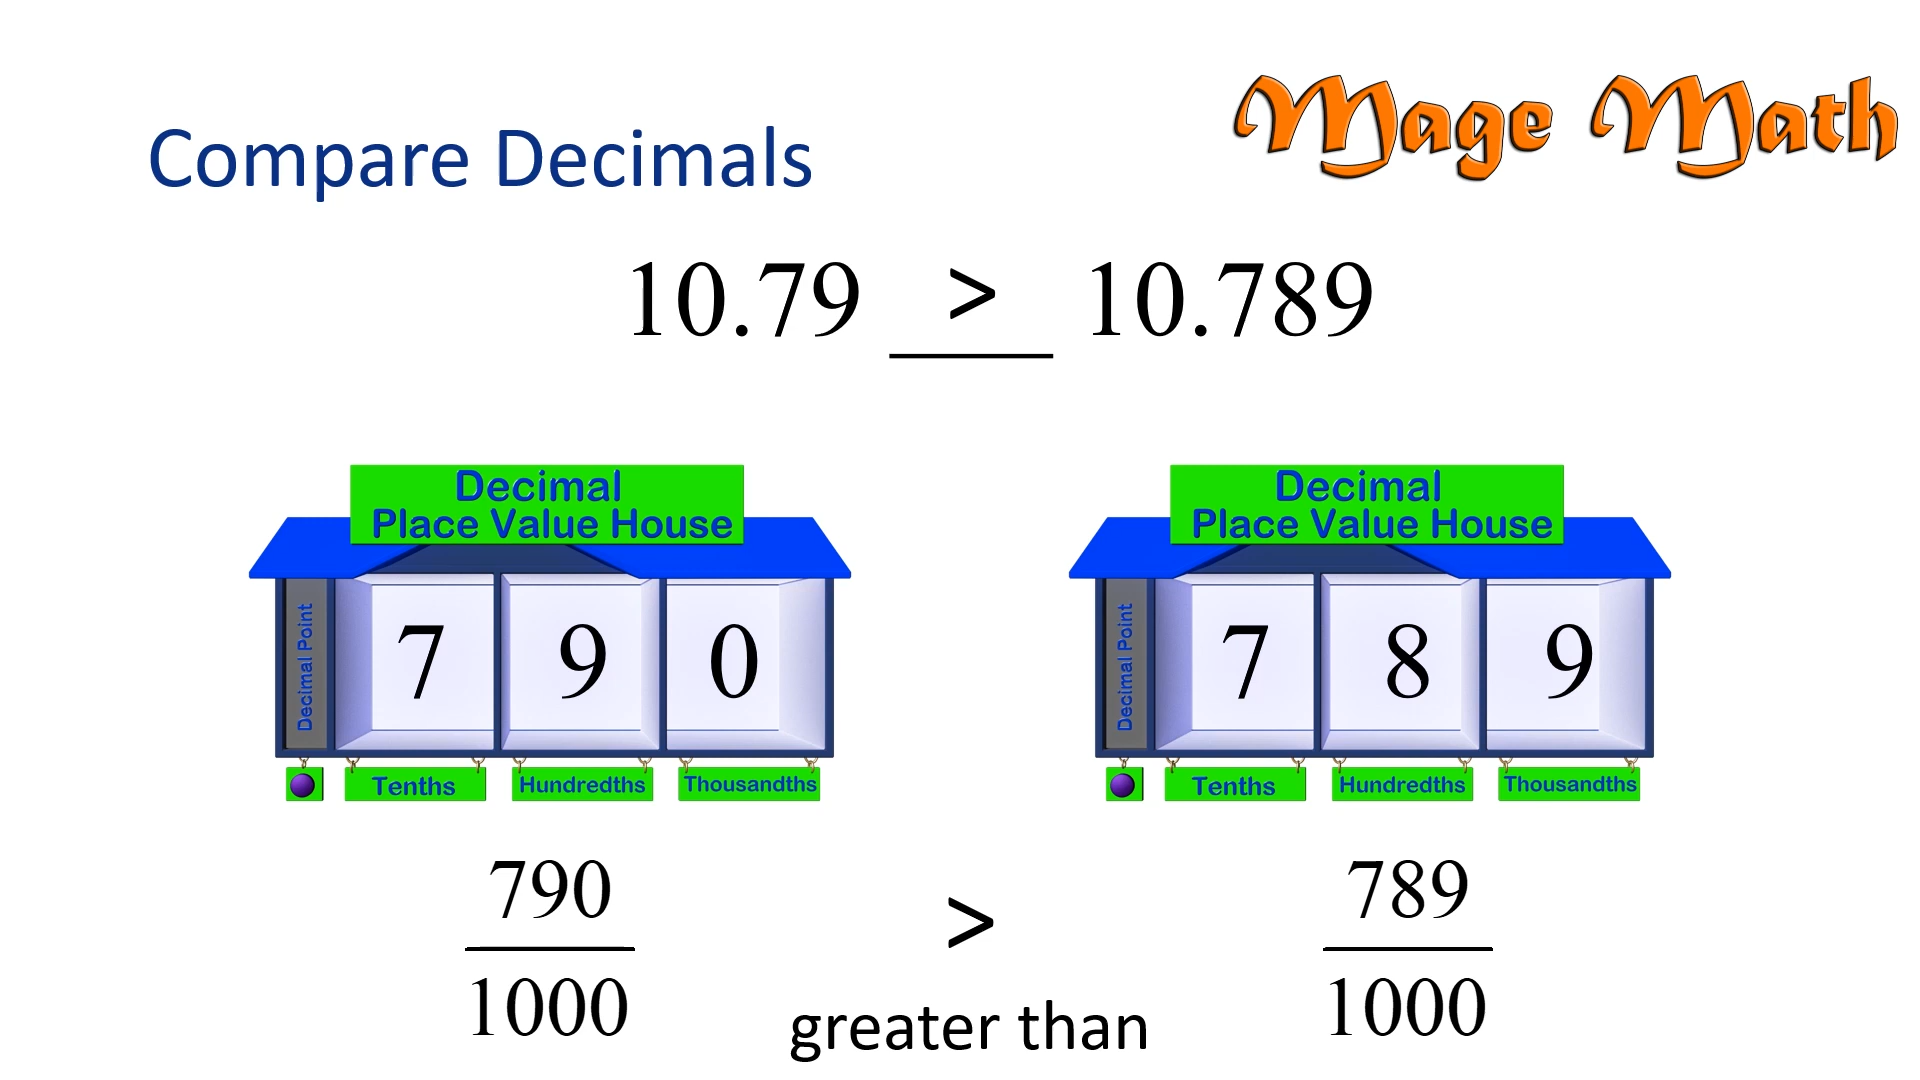 Mage Math
Compare Decimals
10.79 > 10.789
Decimal
Place Value House
Decimal Point
7 9 0
Tenths Hundredths Thousandths
Decimal
Place Value House
Decimal Point
7 8 9
Tenths Hundredths Thousandths
790
1000
>
greater than
789
1000